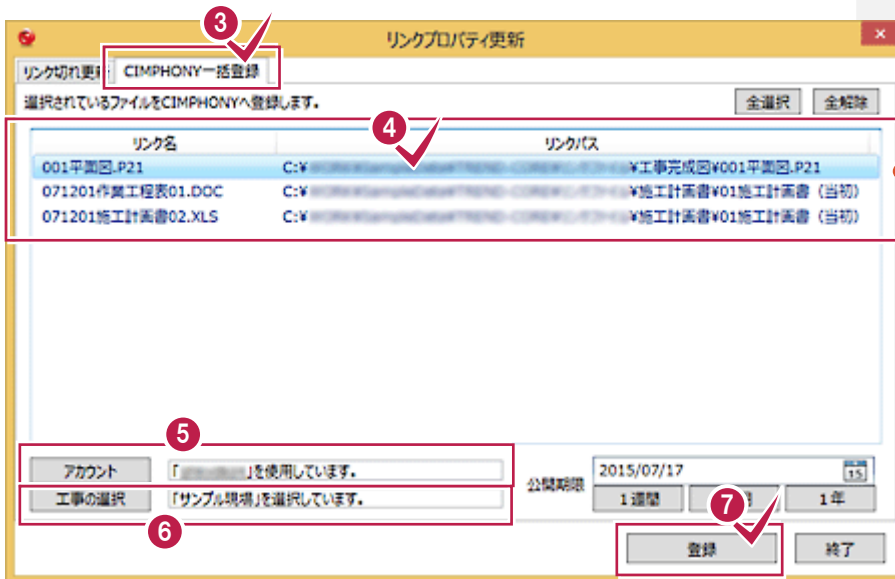 3
リンクプロパティ更新
リンク切れ更新 CIMPHONY一括登録
選択されているファイルをCIMPHONYへ登録します。 全選択 全解除
4
リンク名 リンクパス
001平面図.P21 C:¥ ¥工事完成図¥001平面図.P21
071201作業工程表01.DOC C:¥ ¥施工計画書¥01施工計画書（当初）
071201施工計画書02.XLS C:¥ ¥施工計画書¥01施工計画書（当初）
5
アカウント 「 」を使用しています。
公開期限 2015/07/17 15
工事の選択 「サンプル現場」を選択しています。
1週間 1年
6
7
登録 終了